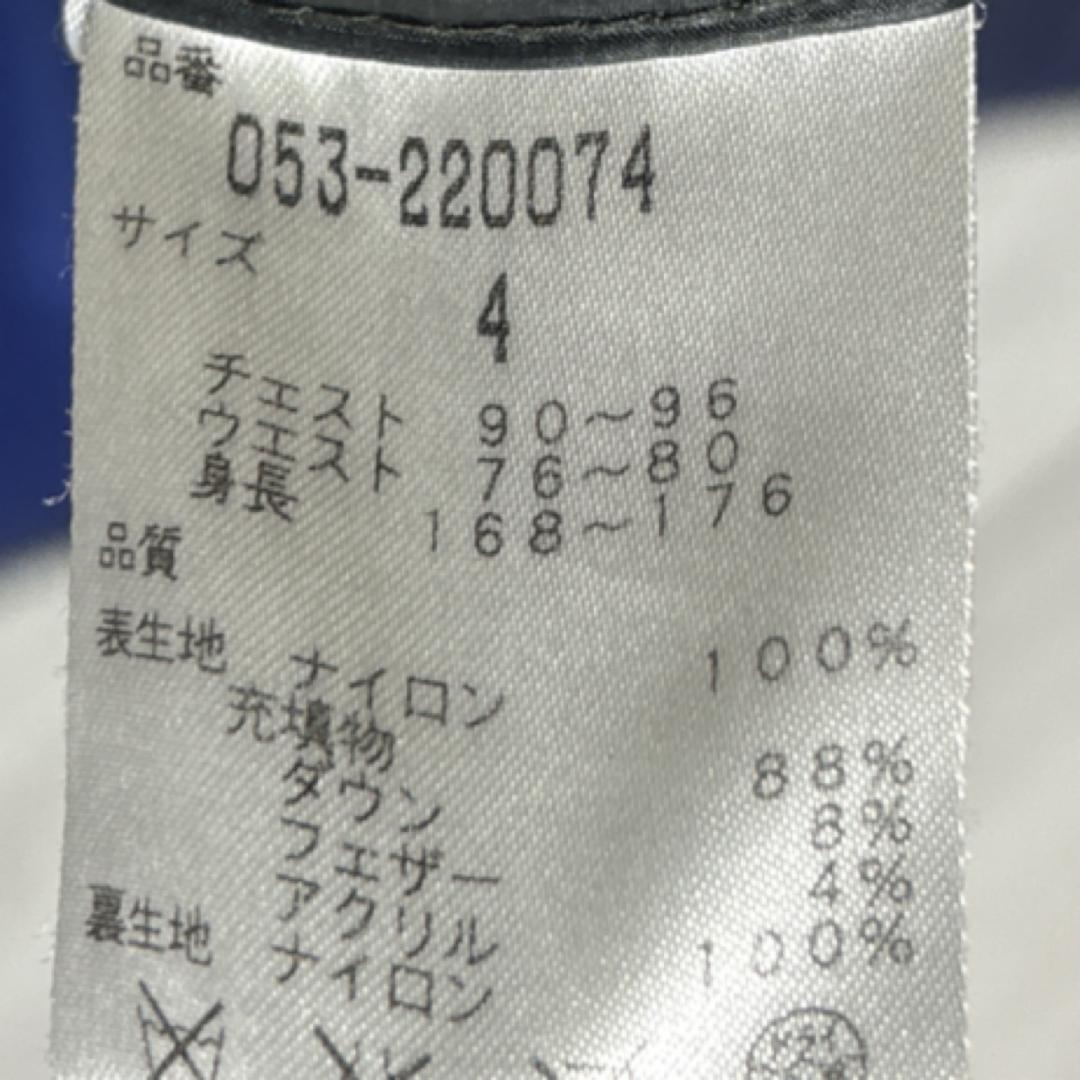 品番
053-220074
サイズ
4
チェスト 90～96
ウエスト 76～80
身長 168～176
品質
表生地 ナイロン 100%
充填物
ダウン 88%
フェザー 8%
アクリル 4%
裏生地 ナイロン 100%
ドライ